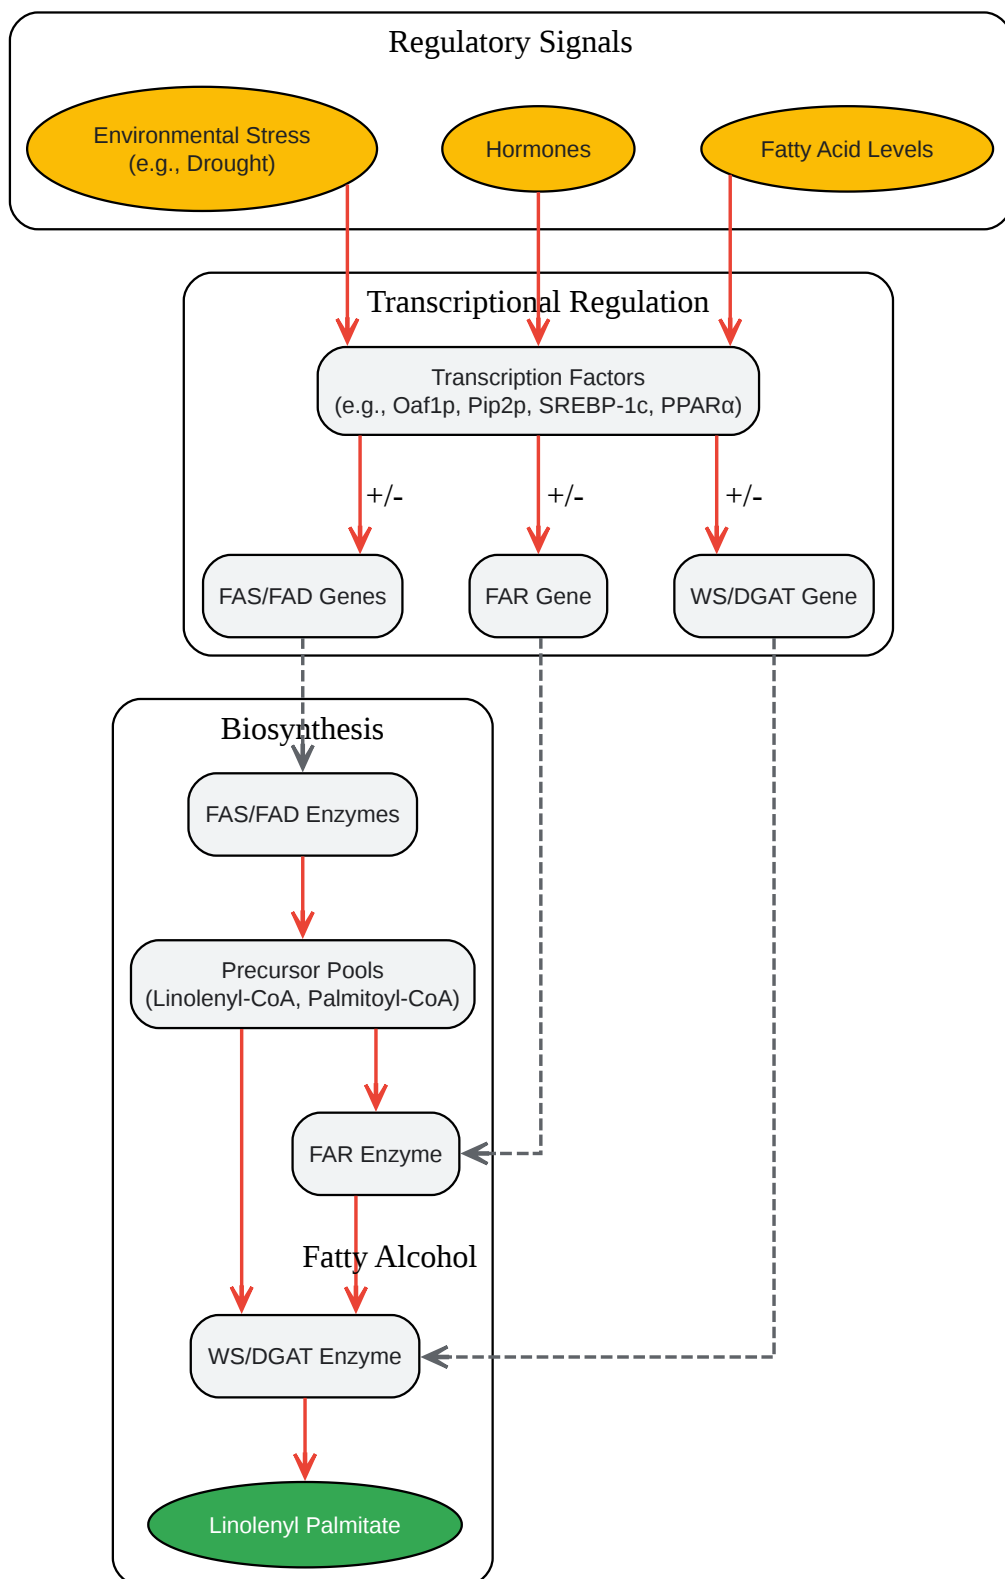 Regulatory Signals
Environmental Stress
(e.g., Drought)
Hormones
Fatty Acid Levels
Transcriptional Regulation
Transcription Factors
(e.g., Oaf1p, Pip2p, SREBP-1c, PPARα)
+/-
+/-
+/-
FAS/FAD Genes
FAR Gene
WS/DGAT Gene
Biosynthesis
FAS/FAD Enzymes
Precursor Pools
(Linolenyl-CoA, Palmitoyl-CoA)
FAR Enzyme
Fatty Alcohol
WS/DGAT Enzyme
Linolenyl Palmitate